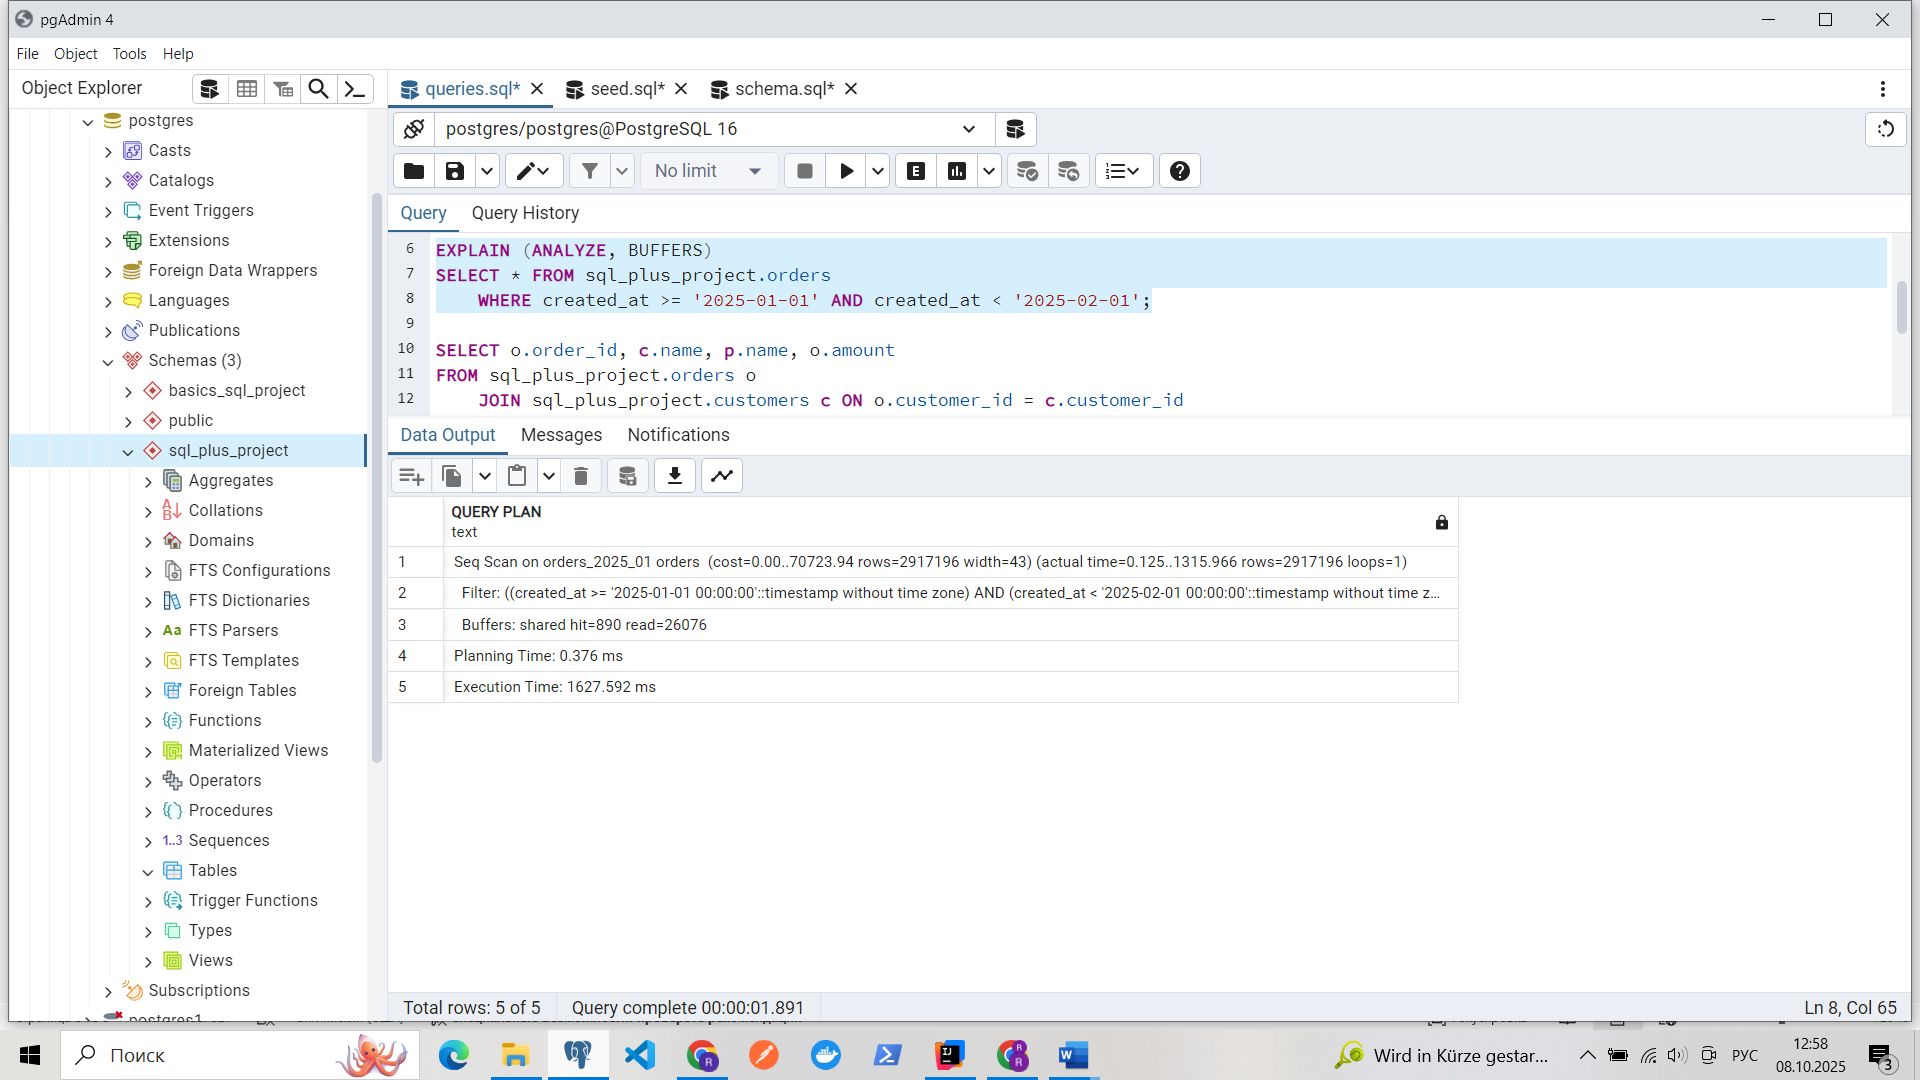 pgAdmin 4
File Object Tools Help
Object Explorer
queries.sql* seed.sql* schema.sql*
postgres/postgres@PostgreSQL 16
No limit
E
Query Query History
6 EXPLAIN (ANALYZE, BUFFERS)
7 SELECT * FROM sql_plus_project.orders
8 WHERE created_at >= '2025-01-01' AND created_at < '2025-02-01';
9
10 SELECT o.order_id, c.name, p.name, o.amount
11 FROM sql_plus_project.orders o
12 JOIN sql_plus_project.customers c ON o.customer_id = c.customer_id
Data Output Messages Notifications
QUERY PLAN
text
1 Seq Scan on orders_2025_01 orders (cost=0.00..70723.94 rows=2917196 width=43) (actual time=0.125..1315.966 rows=2917196 loops=1)
2 Filter: ((created_at >= '2025-01-01 00:00:00'::timestamp without time zone) AND (created_at < '2025-02-01 00:00:00'::timestamp without time z...
3 Buffers: shared hit=890 read=26076
4 Planning Time: 0.376 ms
5 Execution Time: 1627.592 ms
Total rows: 5 of 5 Query complete 00:00:01.891
Ln 8, Col 65
postgres
Casts
Catalogs
Event Triggers
Extensions
Foreign Data Wrappers
Languages
Publications
Schemas (3)
basics_sql_project
public
sql_plus_project
Aggregates
Collations
Domains
FTS Configurations
FTS Dictionaries
Aa FTS Parsers
FTS Templates
Foreign Tables
Functions
Materialized Views
Operators
Procedures
1..3 Sequences
Tables
Trigger Functions
Types
Views
Subscriptions
postgres1
Поиск
Wird in Kürze gestar...
РУС
12:58
08.10.2025
3